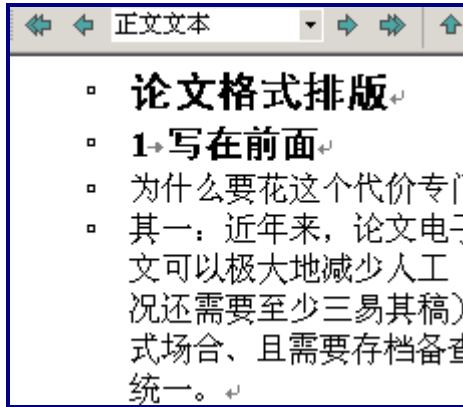 正文文本
论文格式排版
1 写在前面
为什么要花这个代价专
其一：近年来，论文电子
文可以极大地减少人工
况还需要至少三易其稿）
式场合、且需要存档备查
统一。